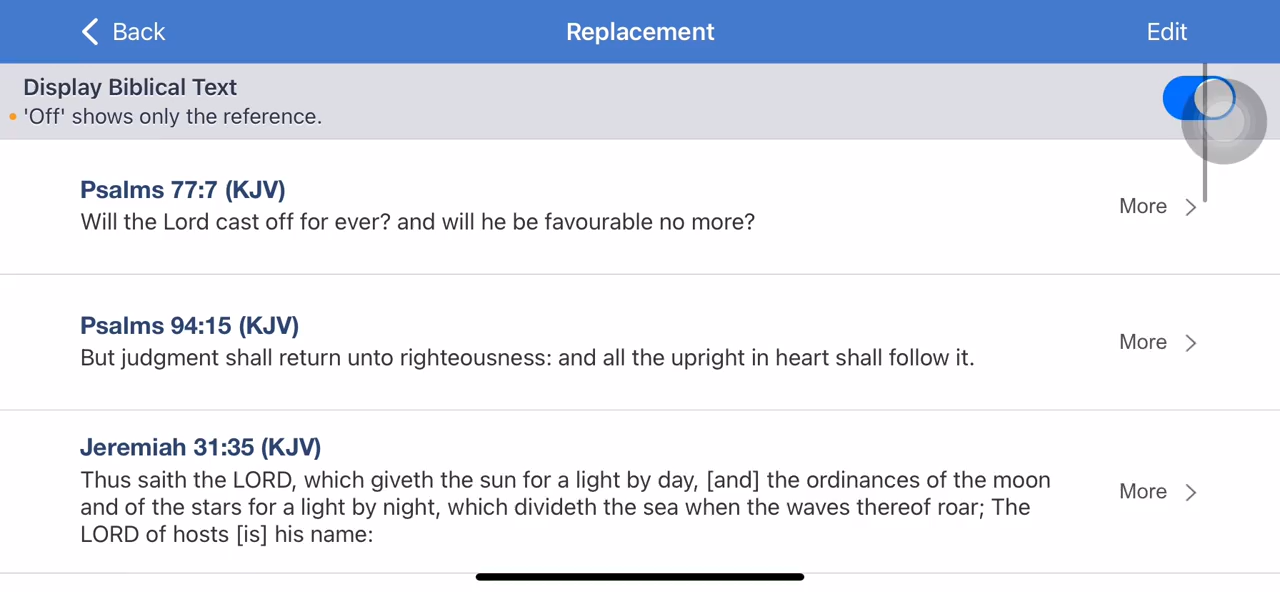 Back
Replacement
Edit
Display Biblical Text
• 'Off' shows only the reference.
Psalms 77:7 (KJV)
Will the Lord cast off for ever? and will he be favourable no more?
More
Psalms 94:15 (KJV)
But judgment shall return unto righteousness: and all the upright in heart shall follow it.
More
Jeremiah 31:35 (KJV)
Thus saith the LORD, which giveth the sun for a light by day, [and] the ordinances of the moon
and of the stars for a light by night, which divideth the sea when the waves thereof roar; The
LORD of hosts [is] his name:
More